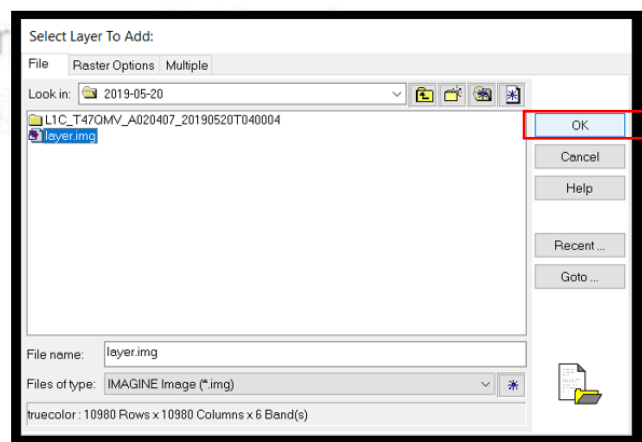 Select Layer To Add:
File Raster Options Multiple
Look in: 2019-05-20
L1C_T47QMV_A020407_20190520T040004
layer.img
OK
Cancel
Help
Recent ...
Goto ...
File name: layer.img
Files of type: IMAGINE Image (*.img)
truecolor : 10980 Rows x 10980 Columns x 6 Band(s)